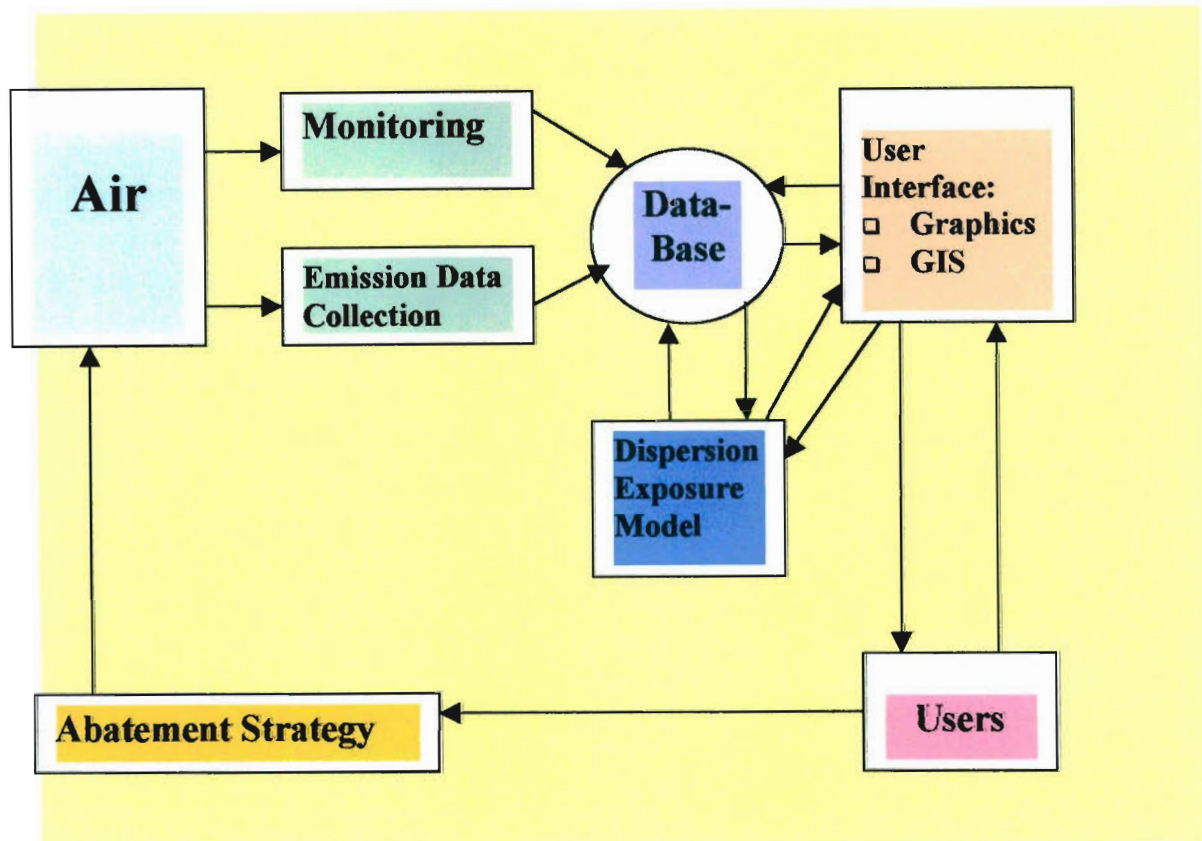 Air
Monitoring
Emission Data
Collection
Data-
Base
User
Interface:
❑ Graphics
❑ GIS
Dispersion
Exposure
Model
Abatement Strategy
Users